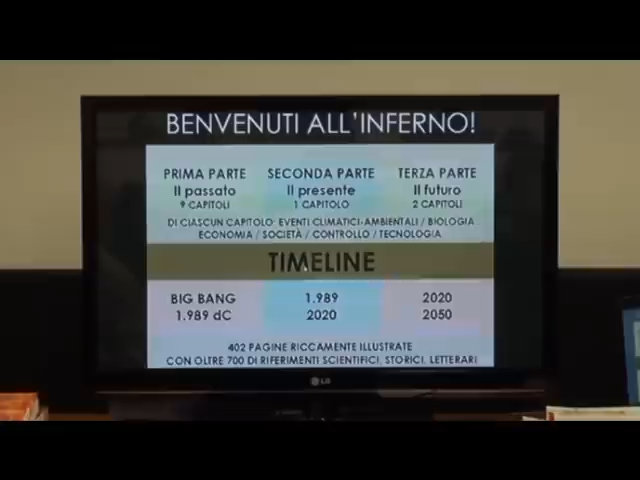 BENVENUTI ALL'INFERNO!
PRIMA PARTE SECONDA PARTE TERZA PARTE
Il passato Il presente Il futuro
9 CAPITOLI 1 CAPITOLO 2 CAPITOLI
DI CIASCUN CAPITOLO: EVENTI CLIMATICI-AMBIENTALI / BIOLOGIA
ECONOMIA / SOCIETÀ / CONTROLLO / TECNOLOGIA
TIMELINE
BIG BANG 1.989 2020
1.989 dC 2020 2050
402 PAGINE RICCAMENTE ILLUSTRATE
CON OLTRE 700 DI RIFERIMENTI SCIENTIFICI, STORICI, LETTERARI
LG